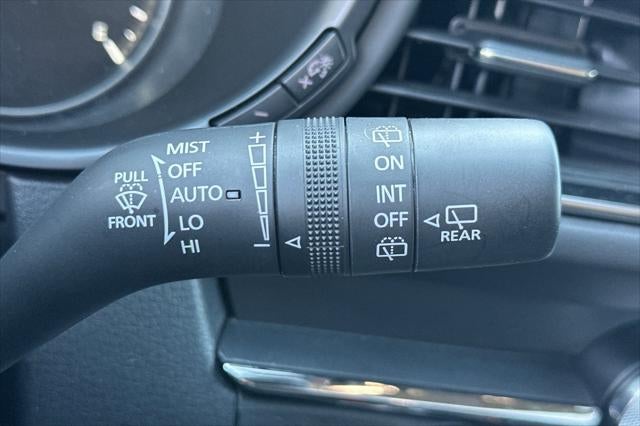 MIST
OFF
AUTO
LO
HI
PULL
FRONT
+
−
ON
INT
OFF
REAR